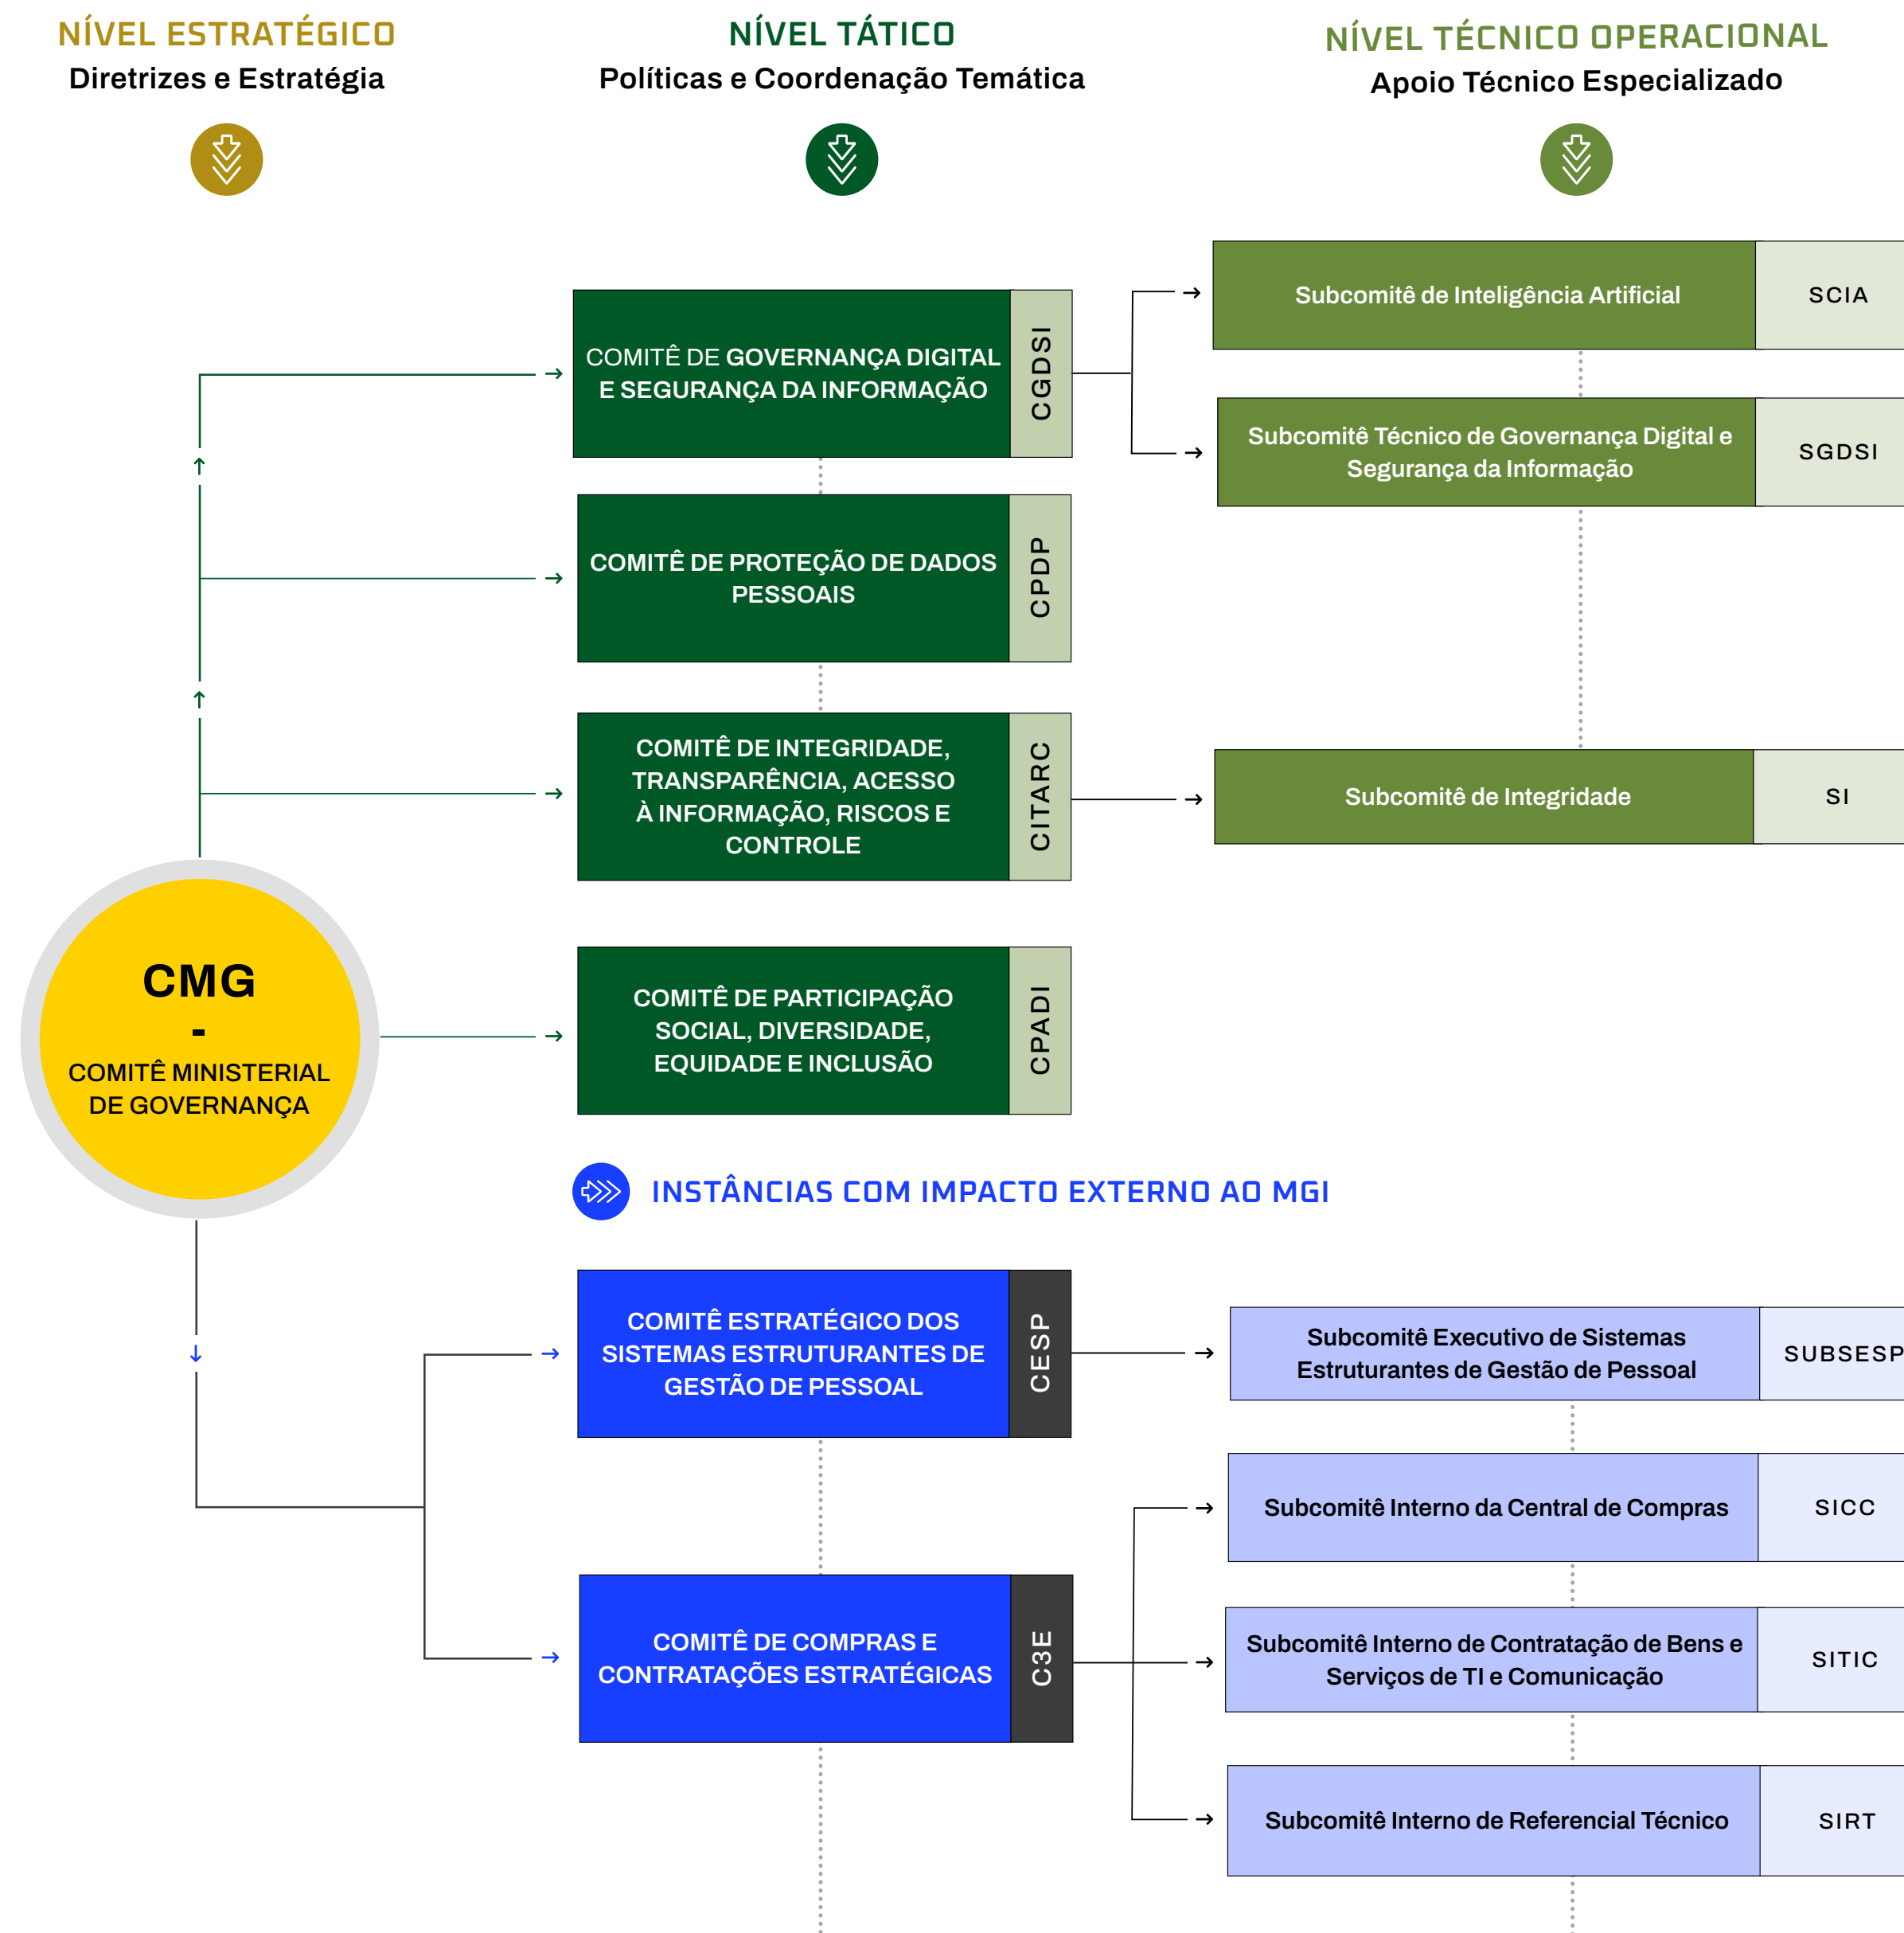 NÍVEL ESTRATÉGICO
Diretrizes e Estratégia
NÍVEL TÁTICO
Políticas e Coordenação Temática
NÍVEL TÉCNICO OPERACIONAL
Apoio Técnico Especializado
COMITÊ DE GOVERNANÇA DIGITAL
E SEGURANÇA DA INFORMAÇÃO
CGDSI
Subcomitê de Inteligência Artificial
SCIA
Subcomitê Técnico de Governança Digital e
Segurança da Informação
SGDSI
COMITÊ DE PROTEÇÃO DE DADOS
PESSOAIS
CPDP
COMITÊ DE INTEGRIDADE,
TRANSPARÊNCIA, ACESSO
À INFORMAÇÃO, RISCOS E
CONTROLE
CITARC
Subcomitê de Integridade
SI
CMG
-
COMITÊ MINISTERIAL
DE GOVERNANÇA
COMITÊ DE PARTICIPAÇÃO
SOCIAL, DIVERSIDADE,
EQUIDADE E INCLUSÃO
CPADI
INSTÂNCIAS COM IMPACTO EXTERNO AO MGI
COMITÊ ESTRATÉGICO DOS
SISTEMAS ESTRUTURANTES DE
GESTÃO DE PESSOAL
CESP
Subcomitê Executivo de Sistemas
Estruturantes de Gestão de Pessoal
SUBSESP
COMITÊ DE COMPRAS E
CONTRATAÇÕES ESTRATÉGICAS
C3E
Subcomitê Interno da Central de Compras
SICC
Subcomitê Interno de Contratação de Bens e
Serviços de TI e Comunicação
SITIC
Subcomitê Interno de Referencial Técnico
SIRT